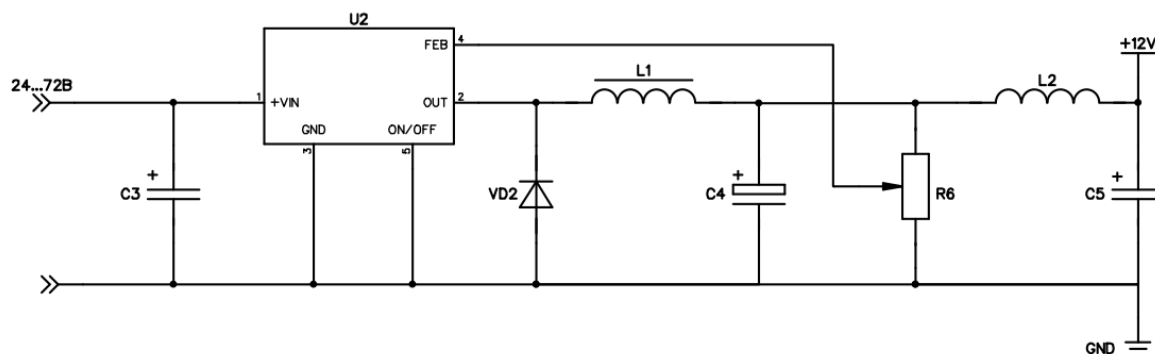 U2
FEB 4
+12V
24...72В
L1
L2
1 +VIN
OUT 2
GND
ON/OFF
3
5
+
C3
VD2
+
C4
R6
+
C5
GND